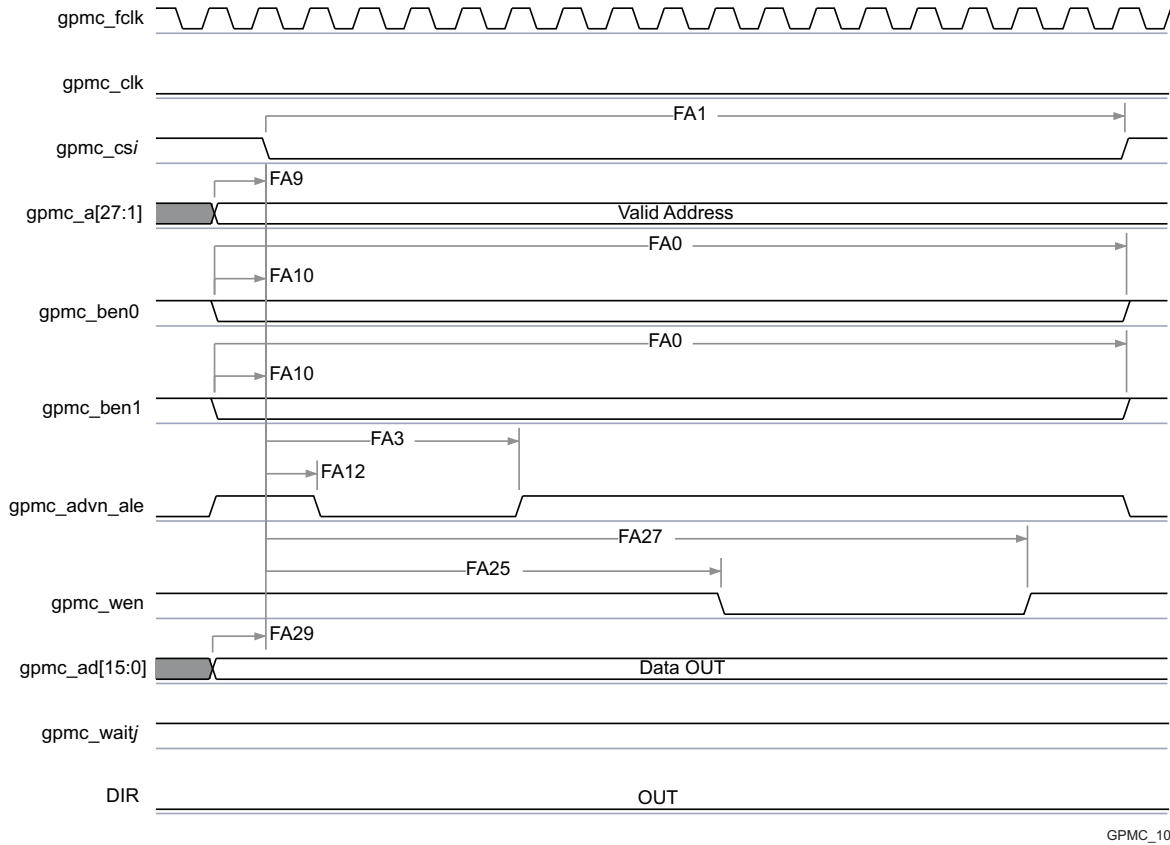 gpmc_fclk
gpmc_clk
FA1
gpmc_csi
FA9
gpmc_a[27:1]
Valid Address
FA0
FA10
gpmc_ben0
FA0
FA10
gpmc_ben1
FA3
FA12
gpmc_advn_ale
FA27
FA25
gpmc_wen
FA29
gpmc_ad[15:0]
Data OUT
gpmc_waitj
DIR
OUT
GPMC_10